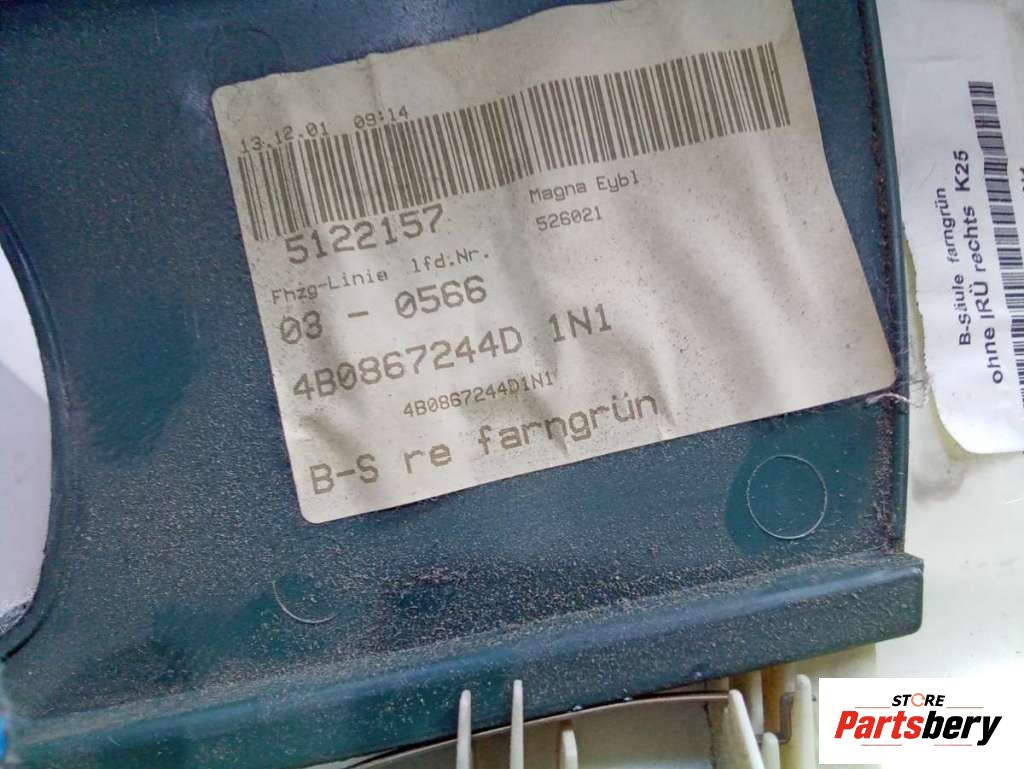 13.12.01 09:14
5122157
Magna Eybl
526021
Fhzg-Linie lfd.Nr.
03 - 0566
4B0867244D 1N1
4B0867244D1N1
B-S re farngrün
B-Säule farngrün
ohne IRÜ rechts K25
STORE
Partsbery